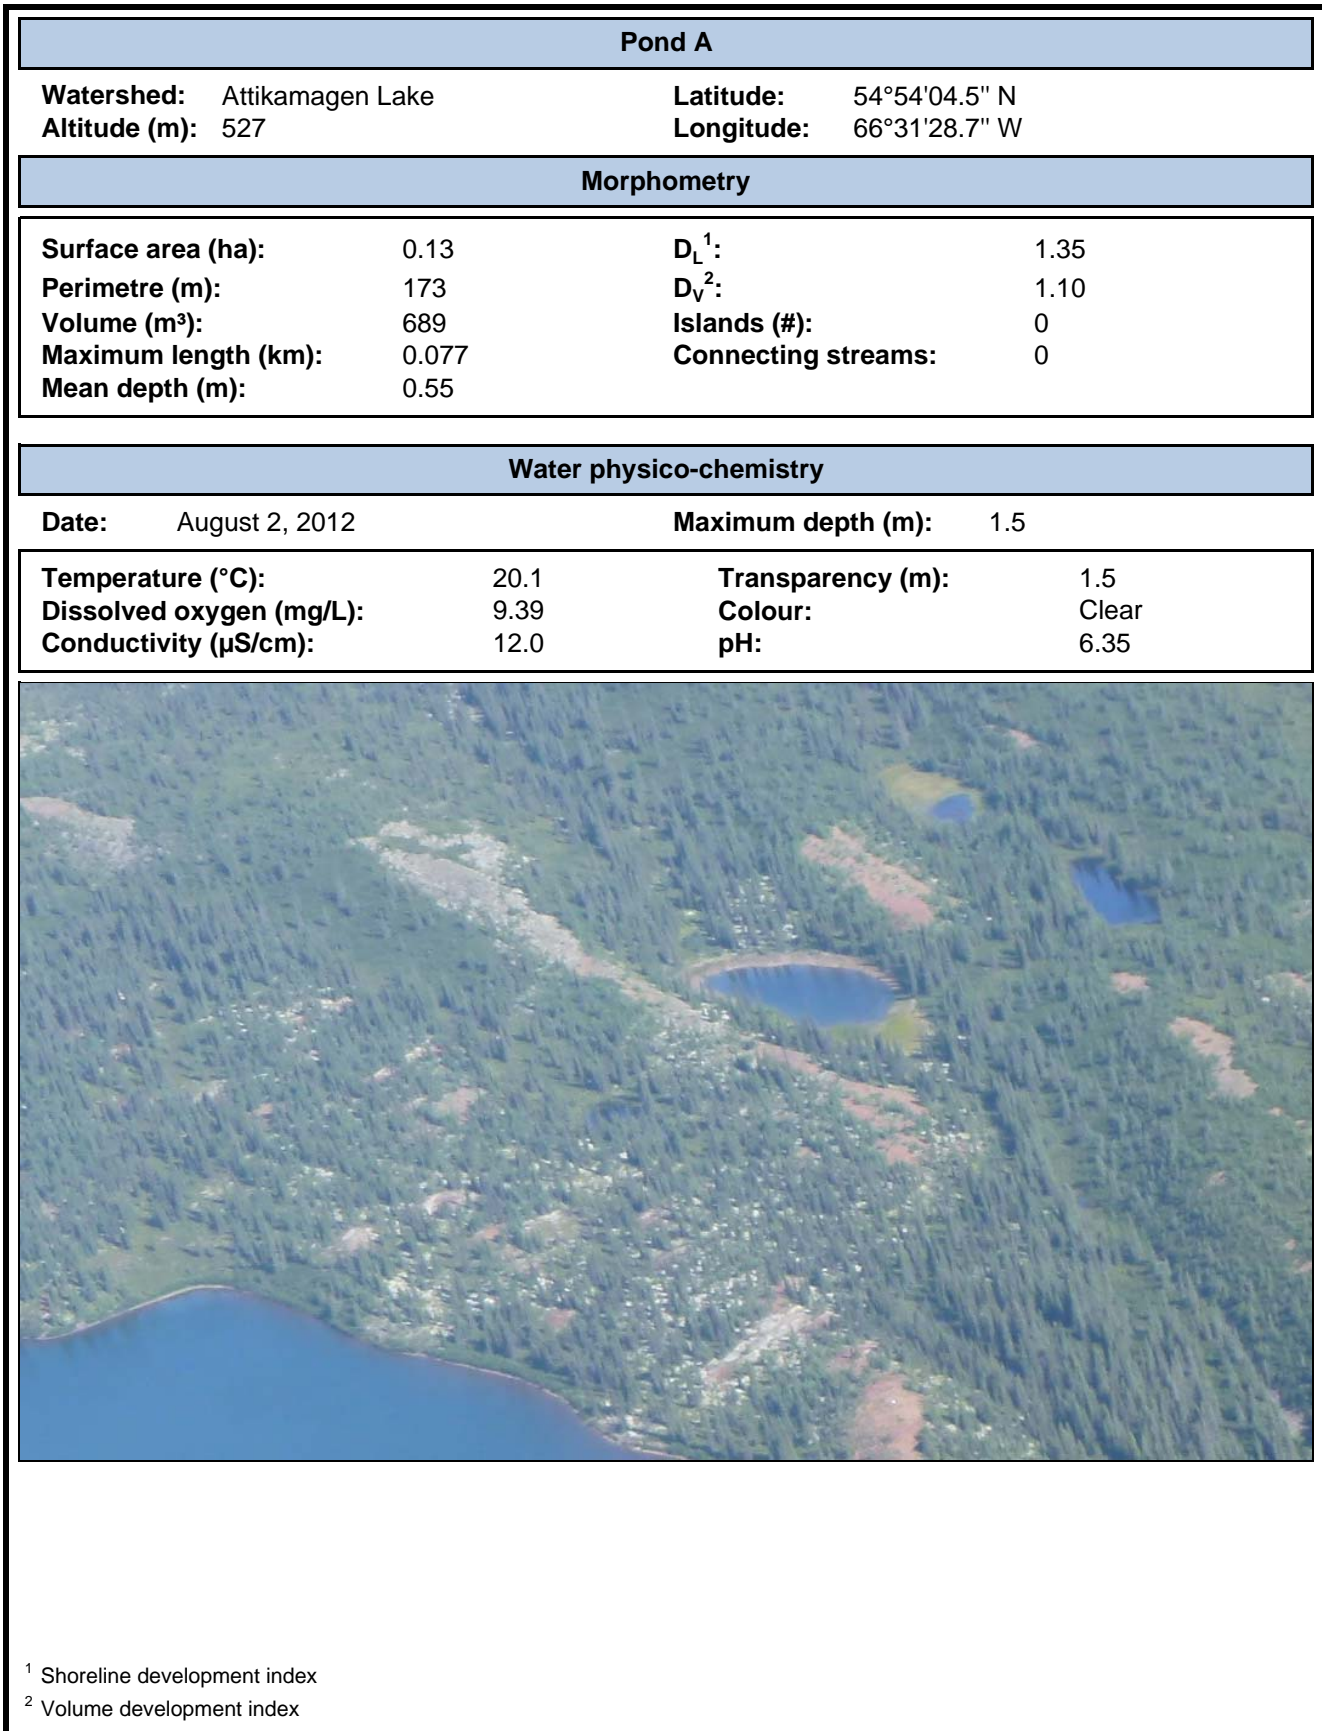 Pond A
Watershed: Attikamagen Lake Latitude: 54°54'04.5" N
Altitude (m): 527 Longitude: 66°31'28.7" W
Morphometry
Surface area (ha): 0.13 DL1: 1.35
Perimetre (m): 173 DV2: 1.10
Volume (m³): 689 Islands (#): 0
Maximum length (km): 0.077 Connecting streams: 0
Mean depth (m): 0.55
Water physico-chemistry
Date: August 2, 2012 Maximum depth (m): 1.5
Temperature (°C): 20.1 Transparency (m): 1.5
Dissolved oxygen (mg/L): 9.39 Colour: Clear
Conductivity (µS/cm): 12.0 pH: 6.35
1 Shoreline development index
2 Volume development index